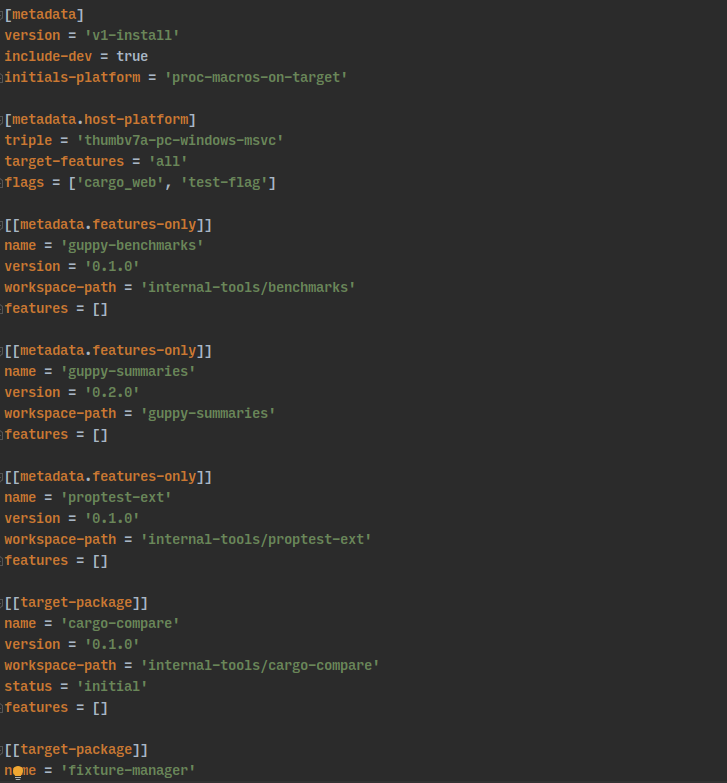 [metadata]
version = 'v1-install'
include-dev = true
initials-platform = 'proc-macros-on-target'
[metadata.host-platform]
triple = 'thumbv7a-pc-windows-msvc'
target-features = 'all'
flags = ['cargo_web', 'test-flag']
[[metadata.features-only]]
name = 'guppy-benchmarks'
version = '0.1.0'
workspace-path = 'internal-tools/benchmarks'
features = []
[[metadata.features-only]]
name = 'guppy-summaries'
version = '0.2.0'
workspace-path = 'guppy-summaries'
features = []
[[metadata.features-only]]
name = 'proptest-ext'
version = '0.1.0'
workspace-path = 'internal-tools/proptest-ext'
features = []
[[target-package]]
name = 'cargo-compare'
version = '0.1.0'
workspace-path = 'internal-tools/cargo-compare'
status = 'initial'
features = []
[[target-package]]
name = 'fixture-manager'